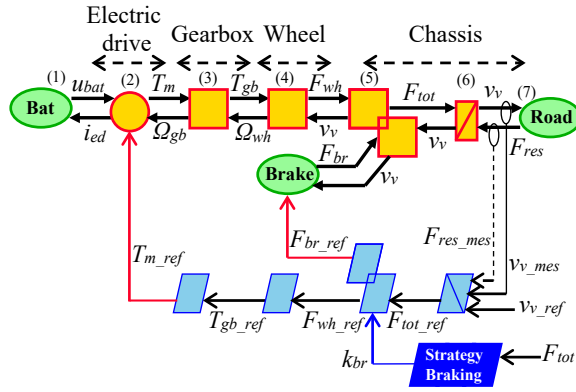 Electric
drive
Gearbox
Wheel
Chassis
(1)
(2)
(3)
(4)
(5)
(6)
(7)
u_bat
T_m
T_gb
F_wh
F_tot
v_v
Bat
Road
i_ed
Ω_gb
Ω_wh
v_v
v_v
F_res
F_br
Brake
v_v
T_m_ref
F_br_ref
F_res_mes
v_v_mes
v_v_ref
T_gb_ref
F_wh_ref
F_tot_ref
k_br
Strategy
Braking
F_tot